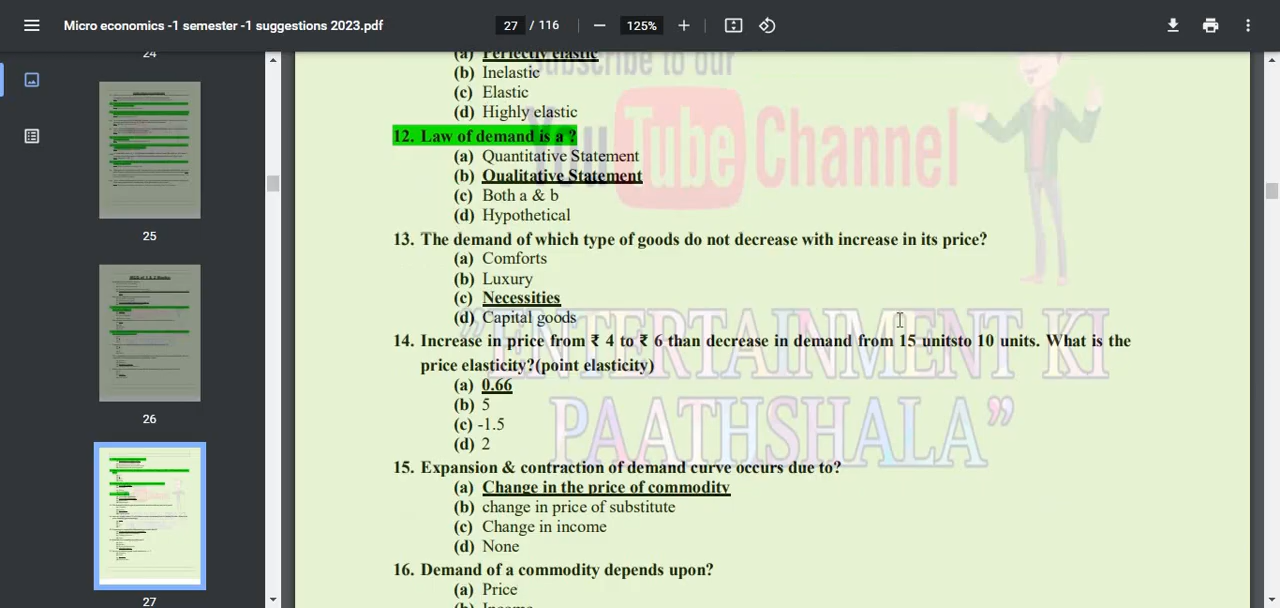 Micro economics -1 semester -1 suggestions 2023.pdf
27 / 116
125%
24
25
26
27
(a) Perfectly elastic
Subscribe to our
(b) Inelastic
(c) Elastic
(d) Highly elastic
12. Law of demand is a ?
(a) Quantitative Statement
YouTube Channel
(b) Qualitative Statement
(c) Both a & b
(d) Hypothetical
13. The demand of which type of goods do not decrease with increase in its price?
(a) Comforts
(b) Luxury
(c) Necessities
(d) Capital goods
"ENTERTAINMENT KI
14. Increase in price from ₹ 4 to ₹ 6 than decrease in demand from 15 unitsto 10 units. What is the
price elasticity?(point elasticity)
(a) 0.66
(b) 5
PAATHSHALA"
(c) -1.5
(d) 2
15. Expansion & contraction of demand curve occurs due to?
(a) Change in the price of commodity
(b) change in price of substitute
(c) Change in income
(d) None
16. Demand of a commodity depends upon?
(a) Price
(b) Income